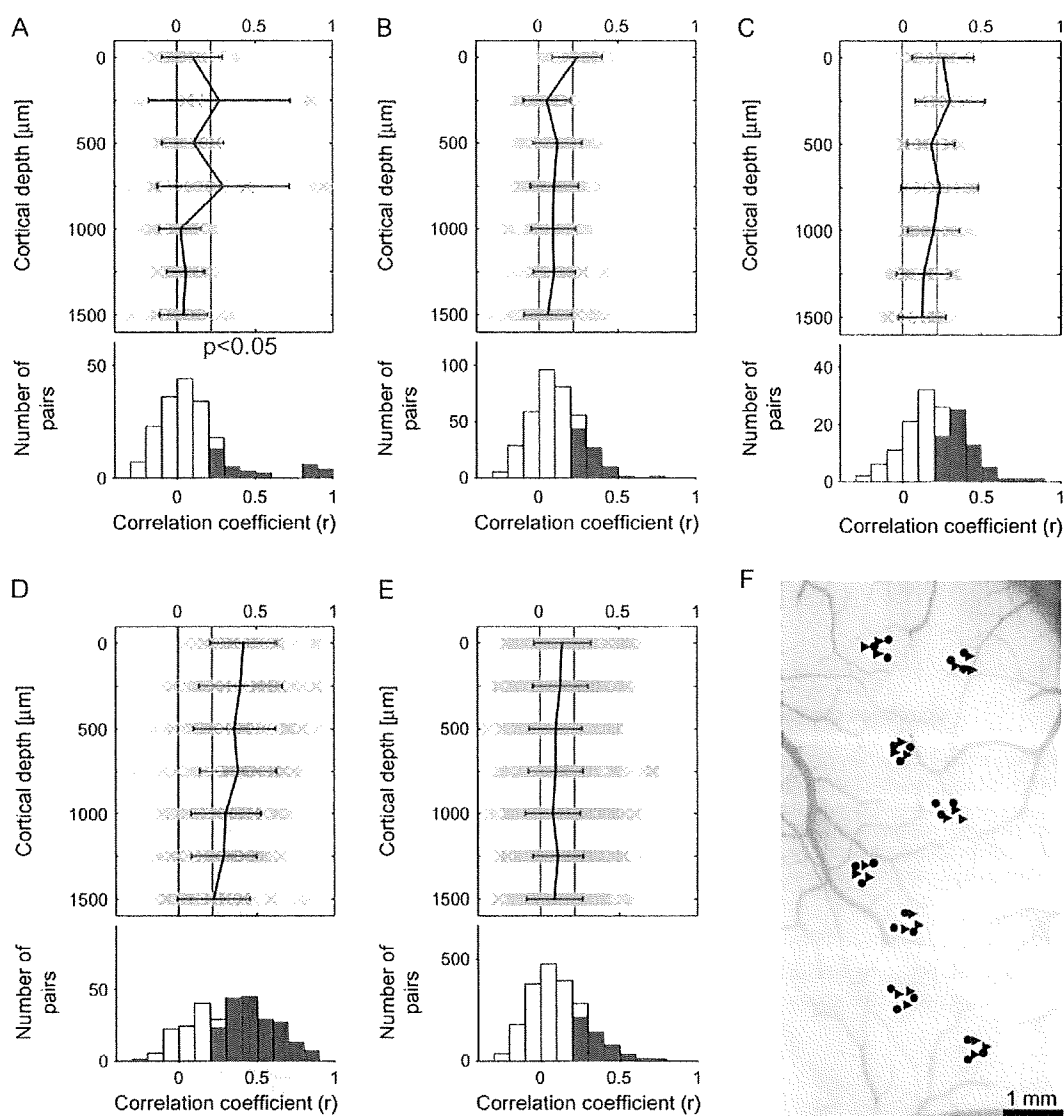 A
0 0.5 1
Cortical depth [µm]
0
500
1000
1500
p<0.05
Number of pairs
50
0
0 0.5 1
Correlation coefficient (r)
B
0 0.5 1
Cortical depth [µm]
0
500
1000
1500
Number of pairs
100
50
0
0 0.5 1
Correlation coefficient (r)
C
0 0.5 1
Cortical depth [µm]
0
500
1000
1500
Number of pairs
40
20
0
0 0.5 1
Correlation coefficient (r)
D
0 0.5 1
Cortical depth [µm]
0
500
1000
1500
Number of pairs
50
0
0 0.5 1
Correlation coefficient (r)
E
0 0.5 1
Cortical depth [µm]
0
500
1000
1500
Number of pairs
500
0
0 0.5 1
Correlation coefficient (r)
F
1 mm